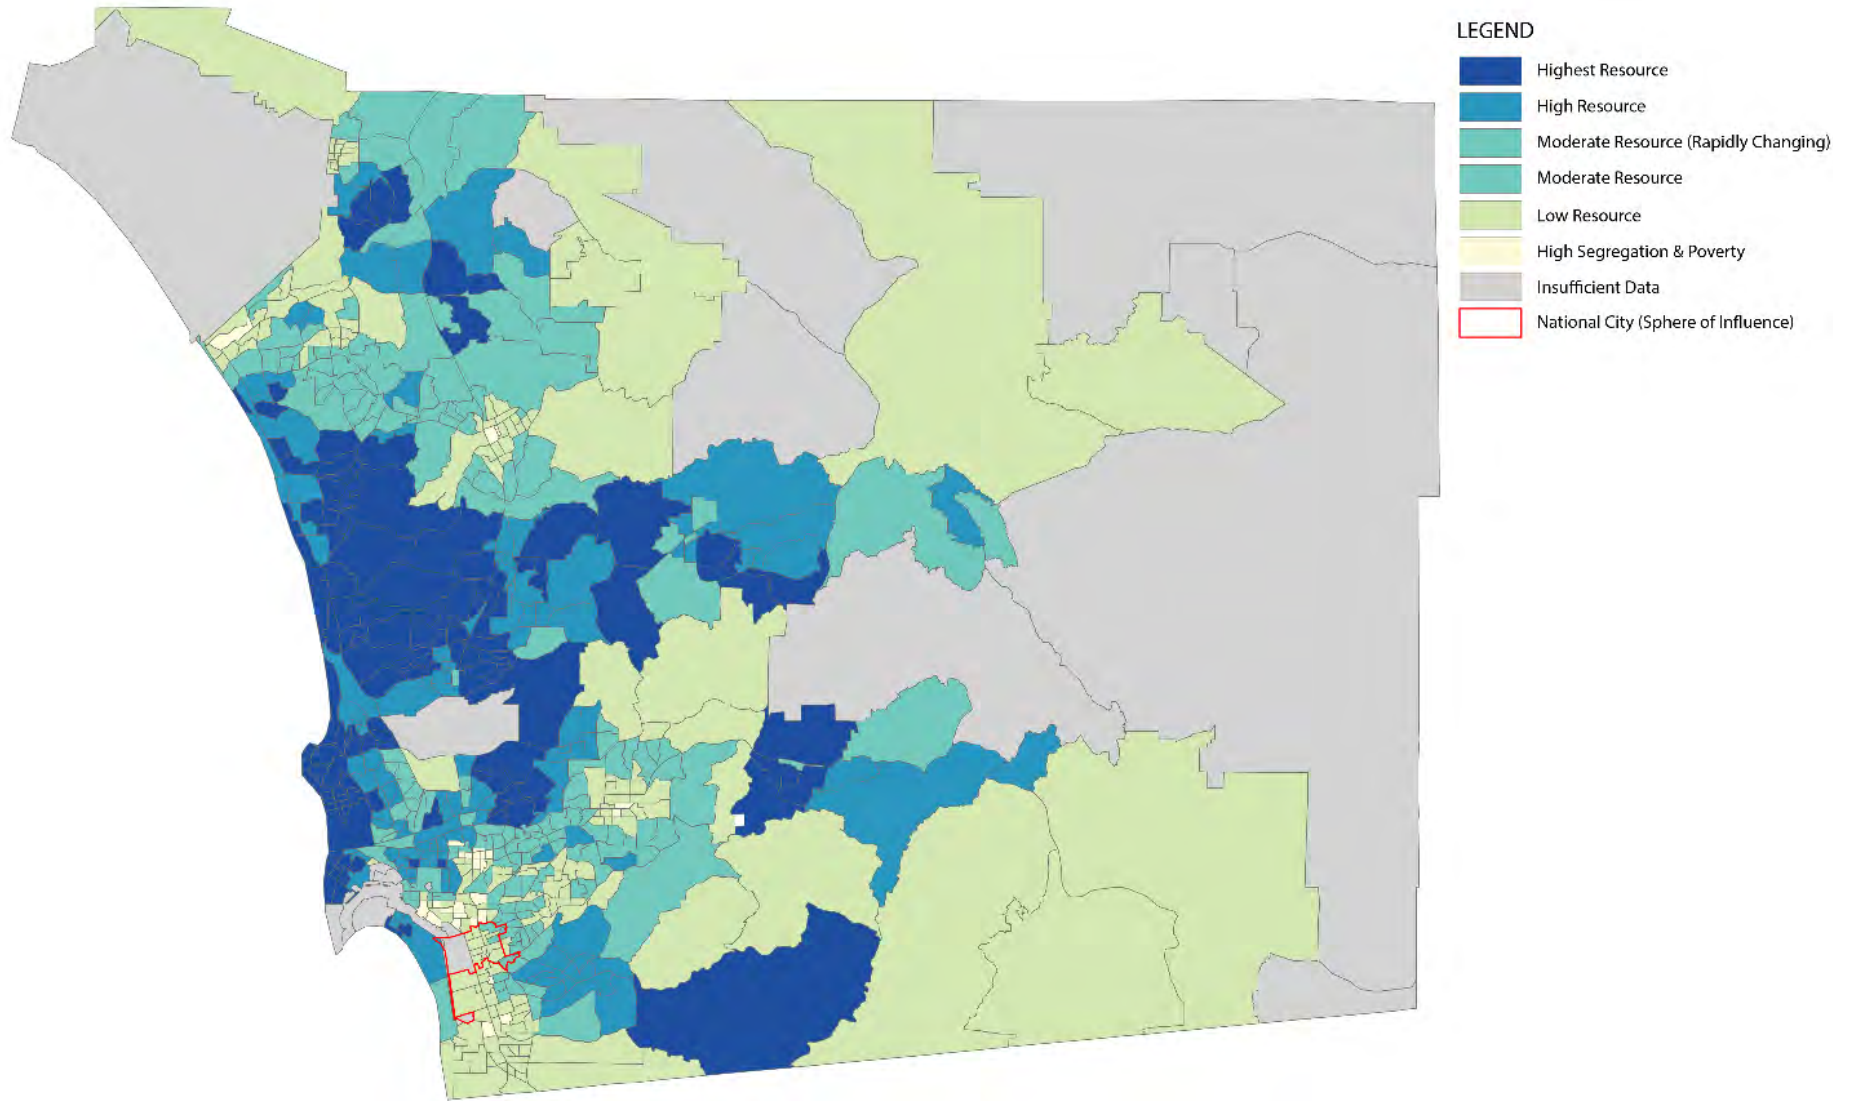 LEGEND
Highest Resource
High Resource
Moderate Resource (Rapidly Changing)
Moderate Resource
Low Resource
High Segregation & Poverty
Insufficient Data
National City (Sphere of Influence)